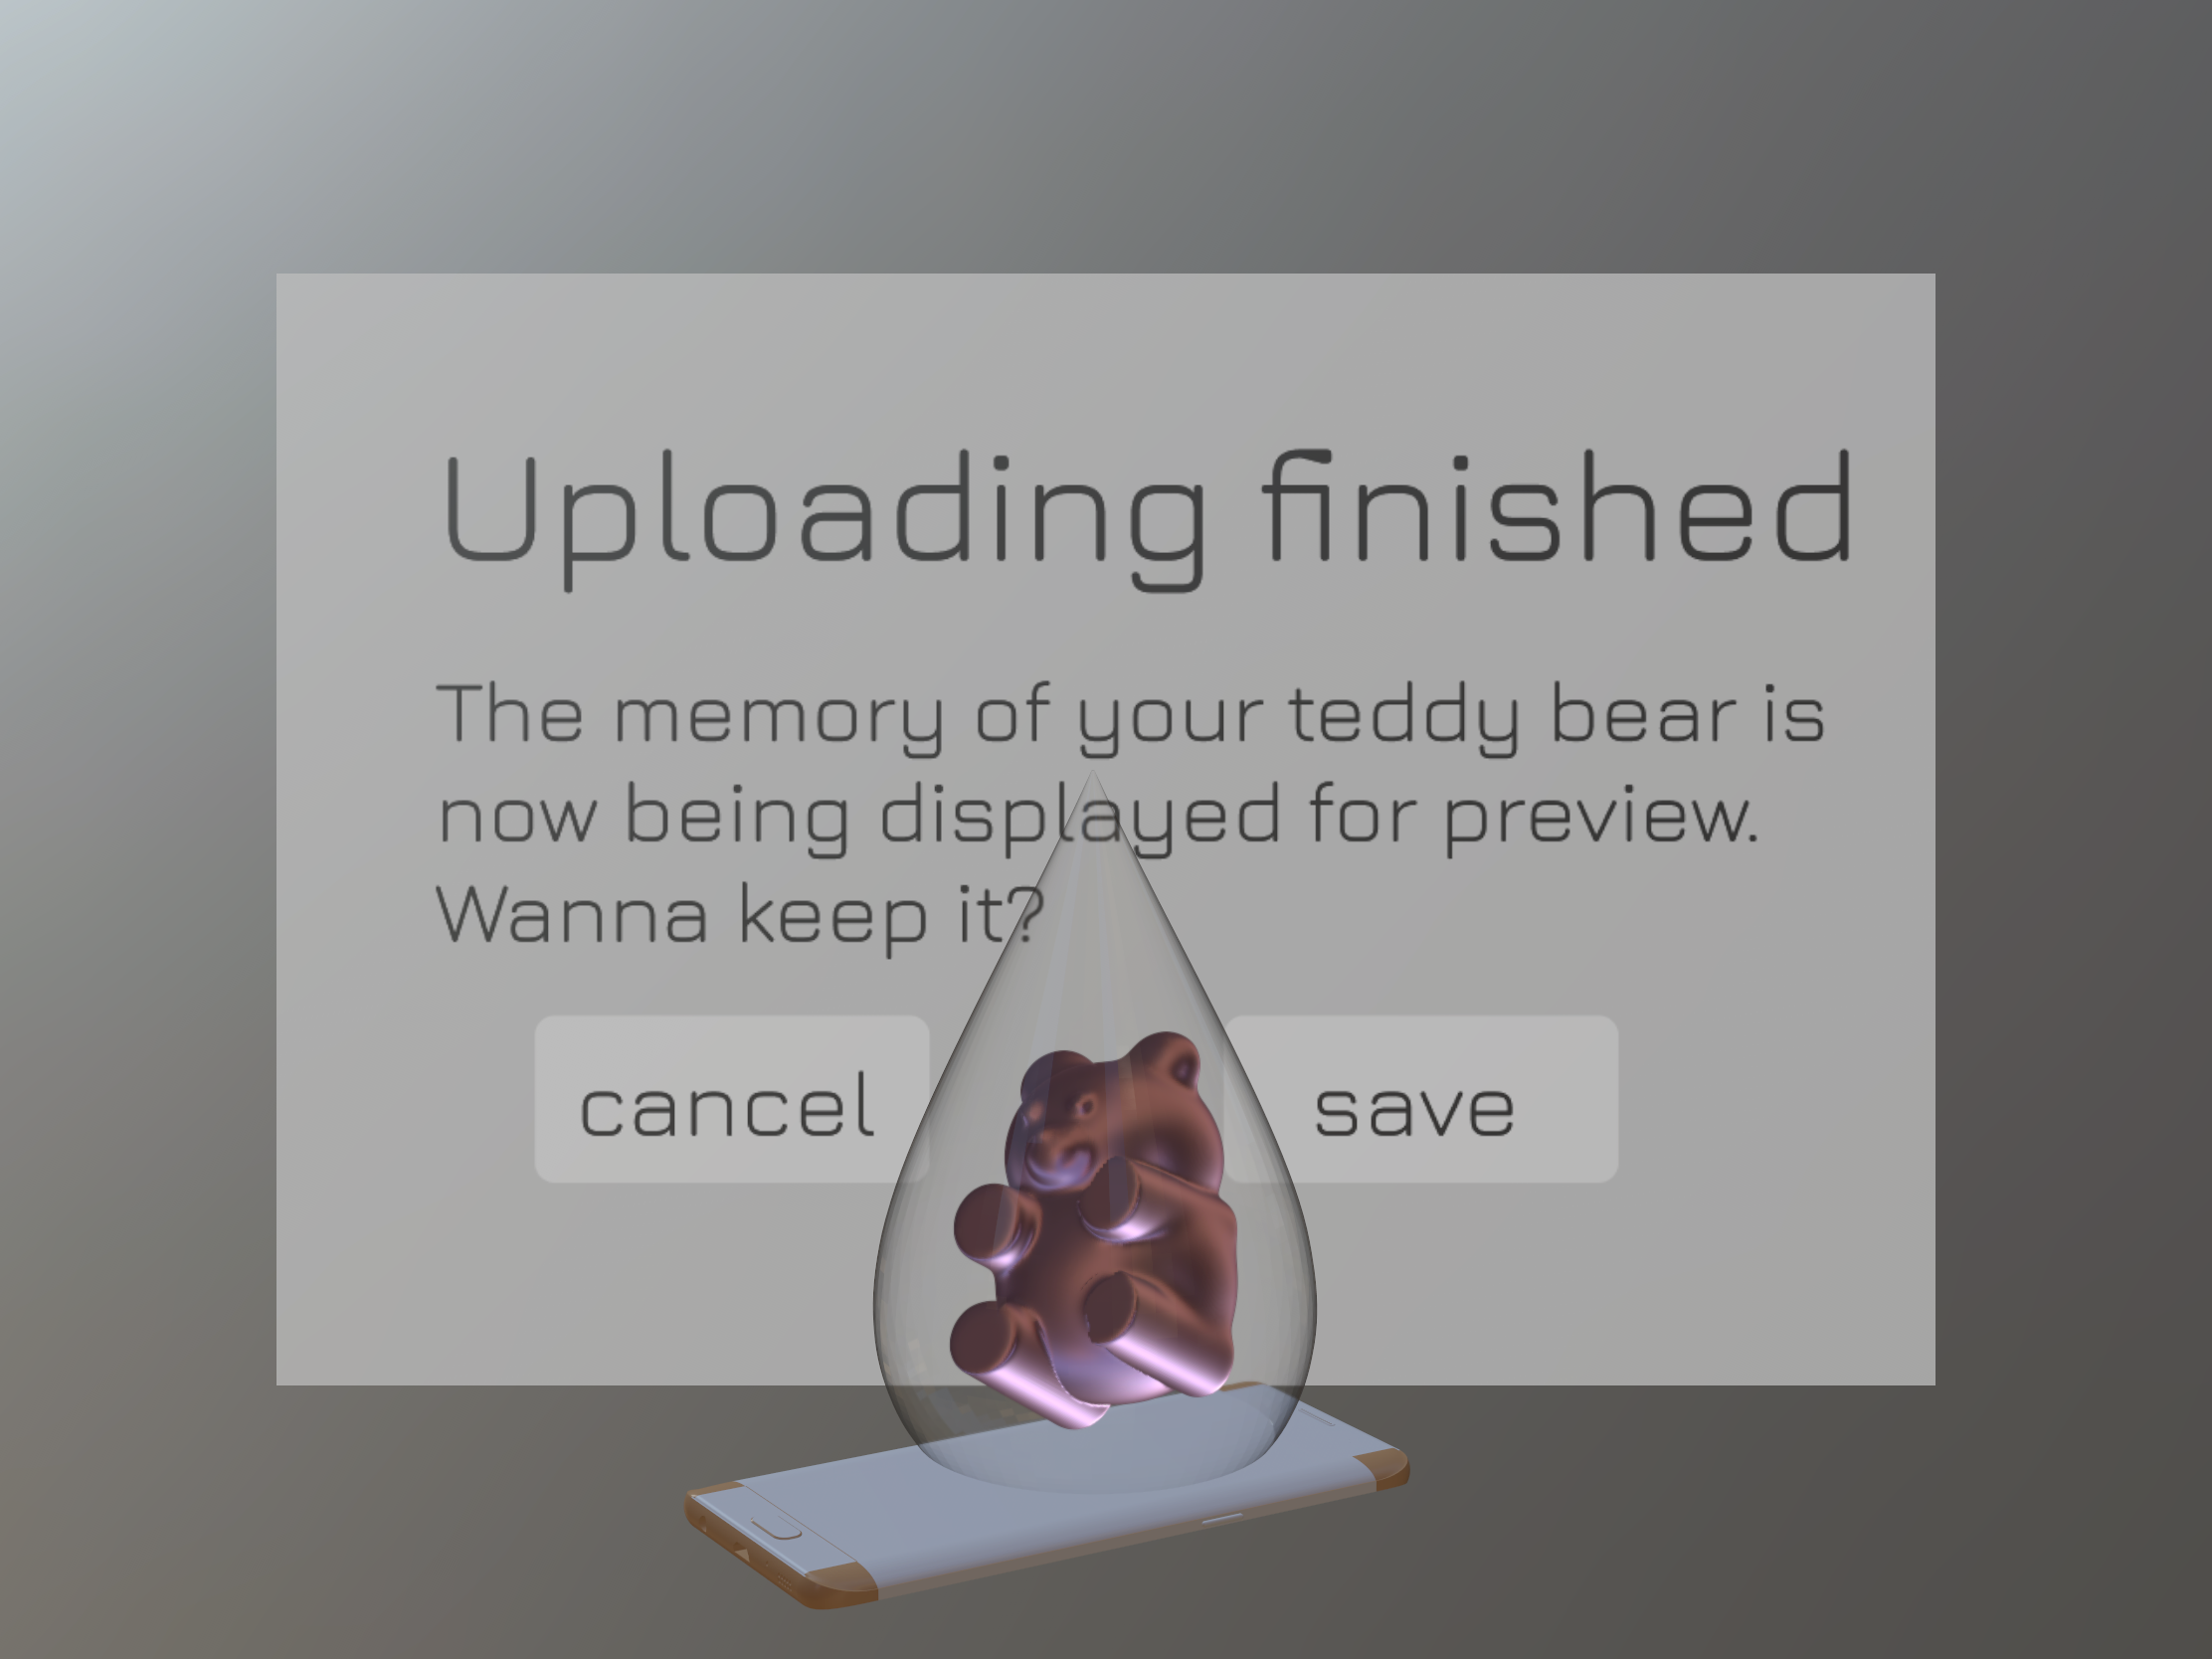 Uploading finished
The memory of your teddy bear is
now being displayed for preview.
Wanna keep it?
cancel
save